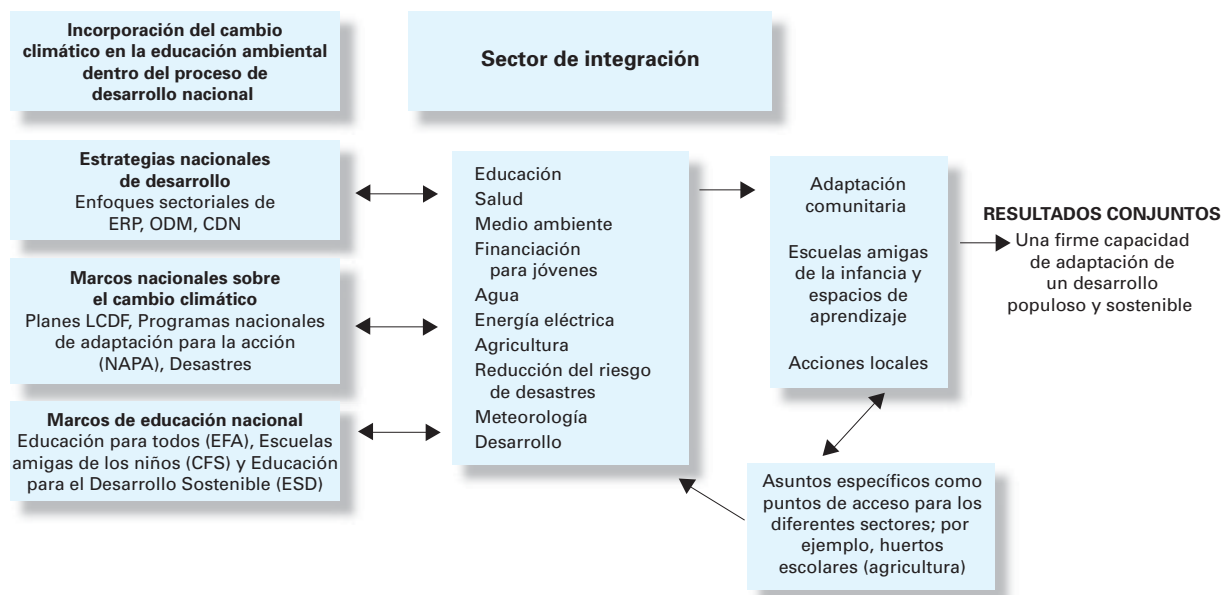 Incorporación del cambio
climático en la educación ambiental
dentro del proceso de
desarrollo nacional
Sector de integración
Estrategias nacionales
de desarrollo
Enfoques sectoriales de
ERP, ODM, CDN
Marcos nacionales sobre
el cambio climático
Planes LCDF, Programas nacionales
de adaptación para la acción
(NAPA), Desastres
Marcos de educación nacional
Educación para todos (EFA), Escuelas
amigas de los niños (CFS) y Educación
para el Desarrollo Sostenible (ESD)
Educación
Salud
Medio ambiente
Financiación
para jóvenes
Agua
Energía eléctrica
Agricultura
Reducción del riesgo
de desastres
Meteorología
Desarrollo
Adaptación
comunitaria
Escuelas amigas
de la infancia y
espacios de
aprendizaje
Acciones locales
Asuntos específicos como
puntos de acceso para los
diferentes sectores; por
ejemplo, huertos
escolares (agricultura)
RESULTADOS CONJUNTOS
Una firme capacidad
de adaptación de
un desarrollo
populoso y sostenible